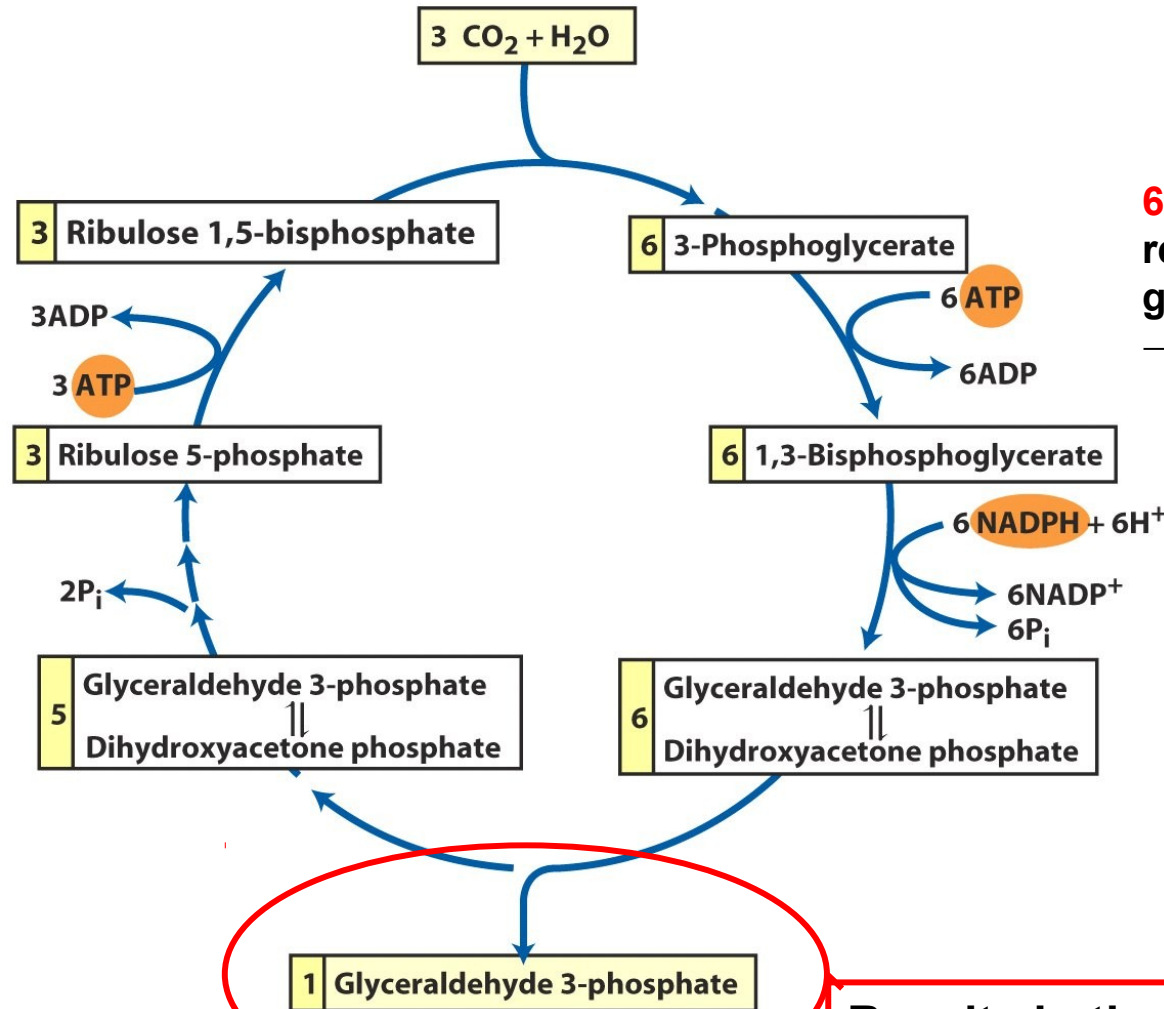 3 CO₂ + H₂O
3 Ribulose 1,5-bisphosphate
6 3-Phosphoglycerate
6
3ADP
3 ATP
6 ATP
6ADP
3 Ribulose 5-phosphate
6 1,3-Bisphosphoglycerate
6 NADPH + 6H⁺
2Pᵢ
6NADP⁺
6Pᵢ
5 Glyceraldehyde 3-phosphate
⥮
Dihydroxyacetone phosphate
6 Glyceraldehyde 3-phosphate
⥮
Dihydroxyacetone phosphate
1 Glyceraldehyde 3-phosphate